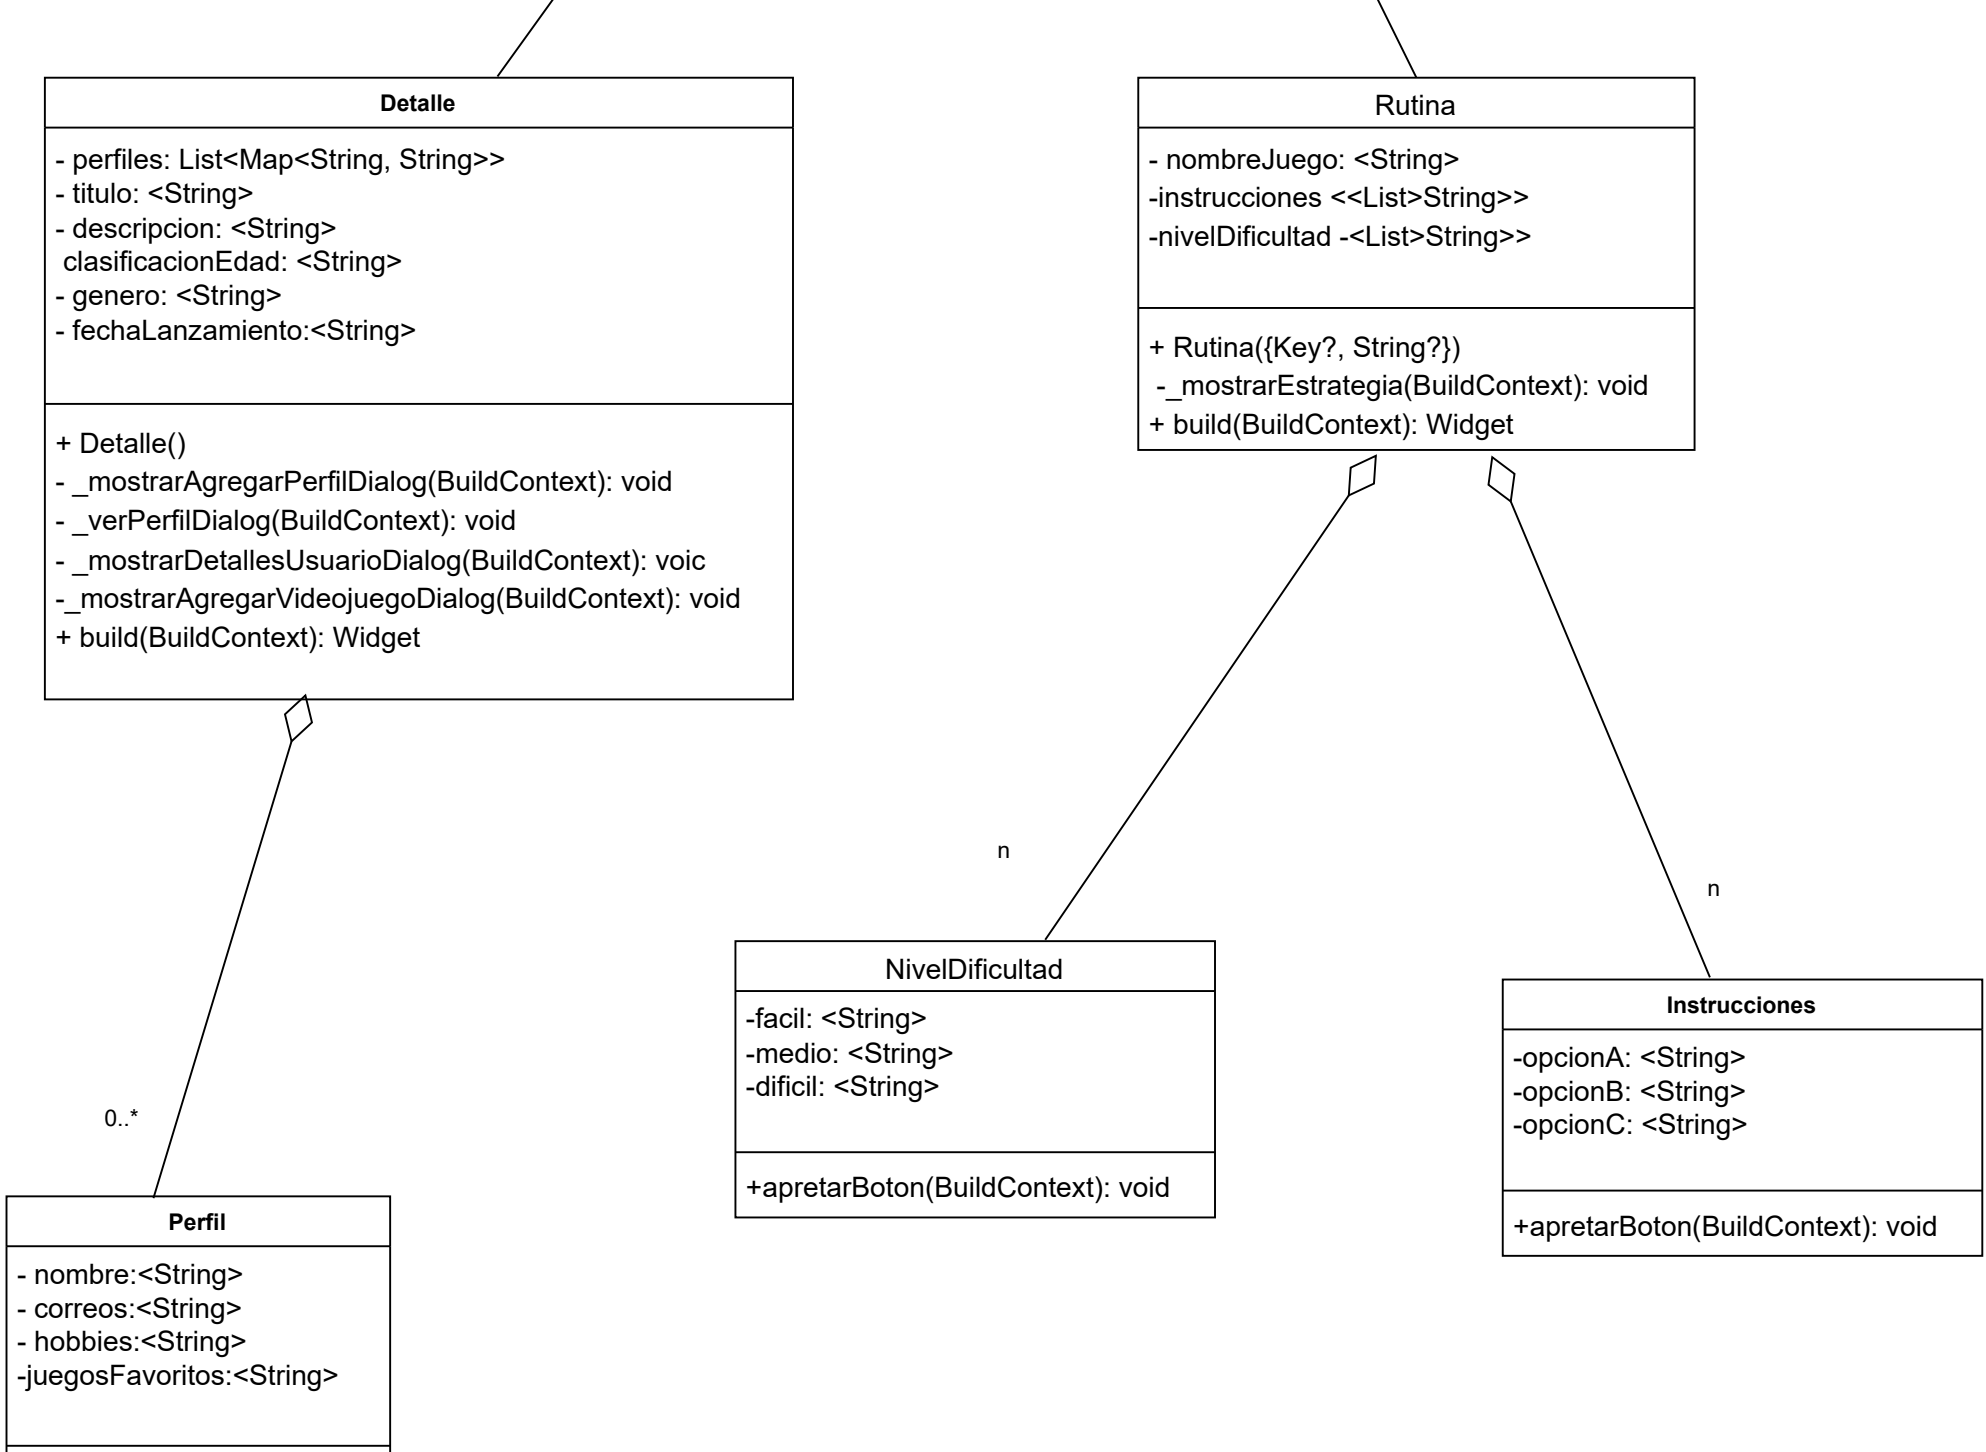 Detalle
- perfiles: List<Map<String, String>>
- titulo: <String>
- descripcion: <String>
clasificacionEdad: <String>
- genero: <String>
- fechaLanzamiento:<String>
+ Detalle()
- _mostrarAgregarPerfilDialog(BuildContext): void
- _verPerfilDialog(BuildContext): void
- _mostrarDetallesUsuarioDialog(BuildContext): voic
-_mostrarAgregarVideojuegoDialog(BuildContext): void
+ build(BuildContext): Widget
Rutina
- nombreJuego: <String>
-instrucciones <<List>String>>
-nivelDificultad -<List>String>>
+ Rutina({Key?, String?})
-_mostrarEstrategia(BuildContext): void
+ build(BuildContext): Widget
n
n
0..*
NivelDificultad
-facil: <String>
-medio: <String>
-dificil: <String>
+apretarBoton(BuildContext): void
Instrucciones
-opcionA: <String>
-opcionB: <String>
-opcionC: <String>
+apretarBoton(BuildContext): void
Perfil
- nombre:<String>
- correos:<String>
- hobbies:<String>
-juegosFavoritos:<String>